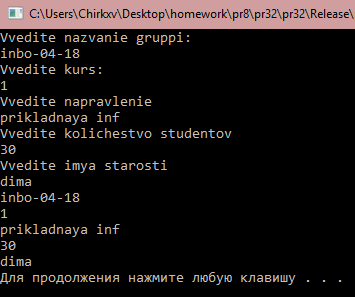 C:\Users\Chirkxv\Desktop\homework\pr8\pr32\pr32\Release\
Vvedite nazvanie gruppi:
inbo-04-18
Vvedite kurs:
1
Vvedite napravlenie
prikladnaya inf
Vvedite kolichestvo studentov
30
Vvedite imya starosti
dima
inbo-04-18
1
prikladnaya inf
30
dima
Для продолжения нажмите любую клавишу . . .